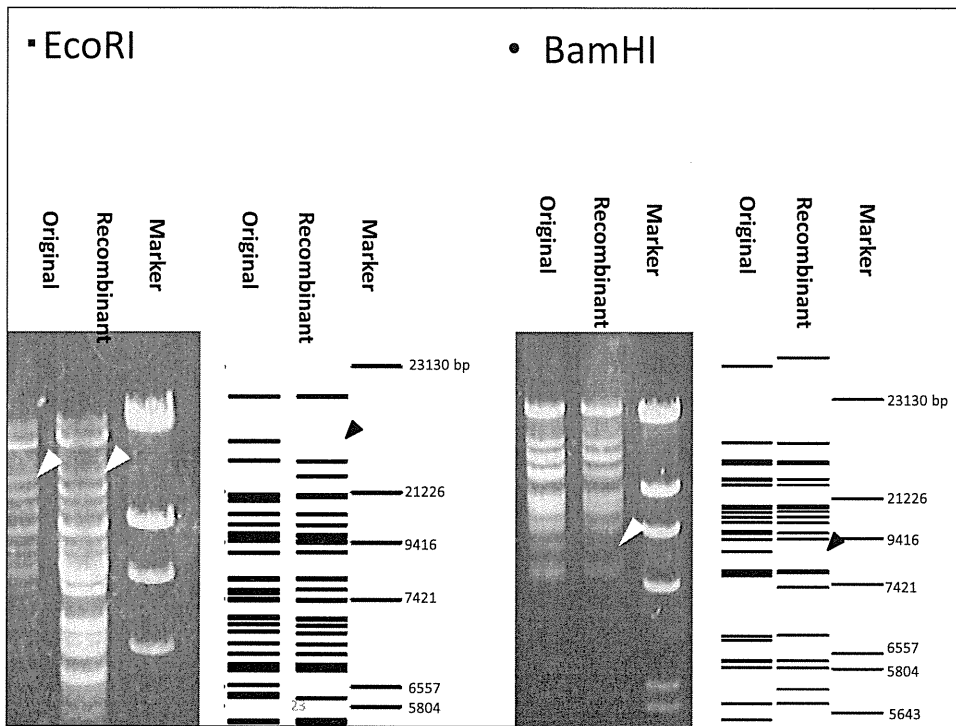 ▪ EcoRI
• BamHI
Original
Recombinant
Marker
Original
Recombinant
Marker
Original
Recombinant
Marker
Original
Recombinant
Marker
23130 bp
21226
9416
7421
6557
5804
23
23130 bp
21226
9416
7421
6557
5804
5643